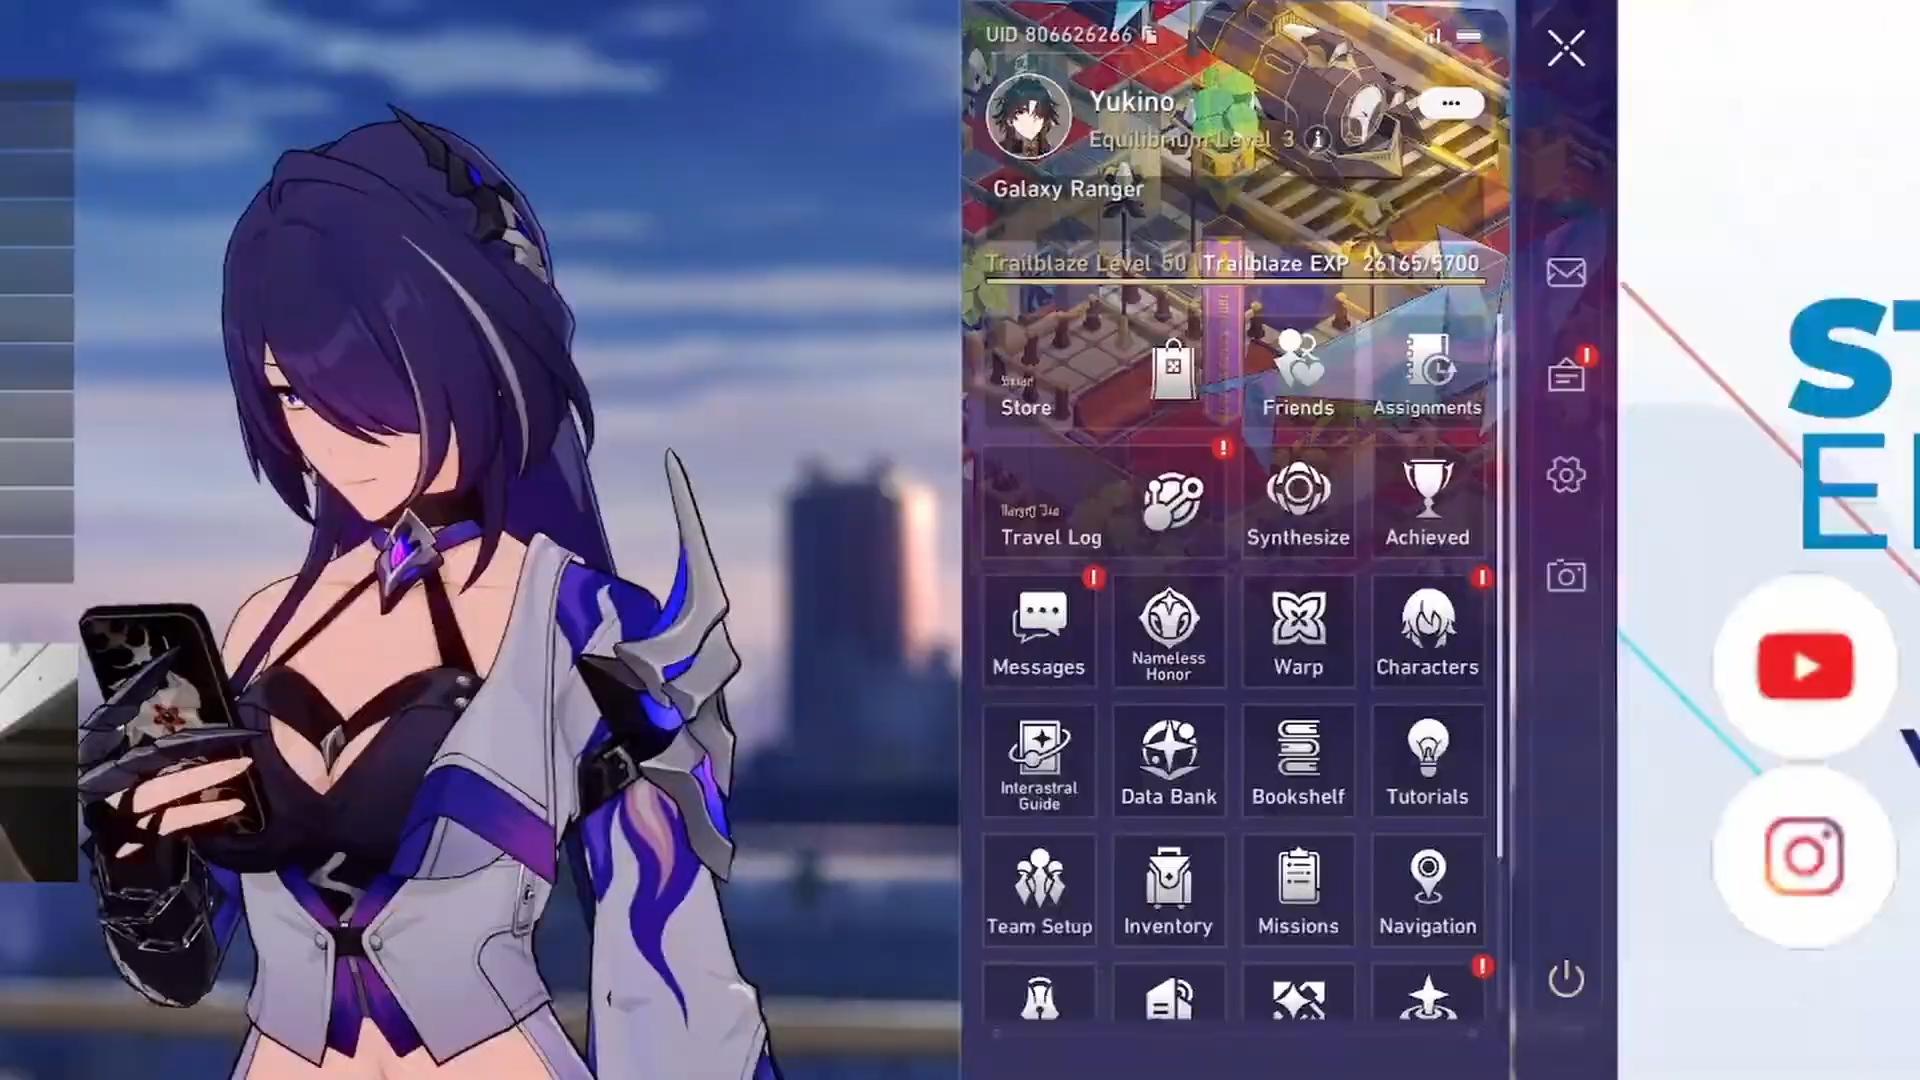 UID 806626266
Yukino
Equilibrium Level 3
Galaxy Ranger
Trailblaze Level 50 Trailblaze EXP 26165/5700
Store
Friends
Assignments
Travel Log
Synthesize
Achieved
Messages
Nameless
Honor
Warp
Characters
Interastral
Guide
Data Bank
Bookshelf
Tutorials
Team Setup
Inventory
Missions
Navigation
ST